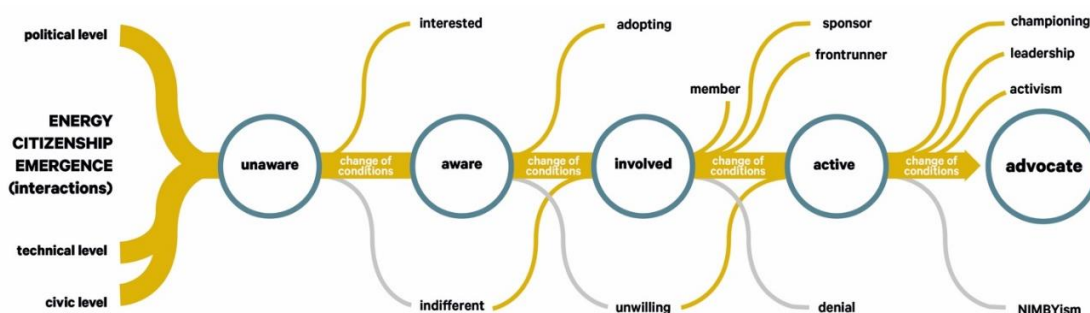 political level
ENERGY
CITIZENSHIP
EMERGENCE
(interactions)
technical level
civic level
unaware
interested
change of
conditions
indifferent
aware
adopting
change of
conditions
unwilling
involved
member
sponsor
frontrunner
change of
conditions
denial
active
championing
leadership
activism
change of
conditions
NIMBYism
advocate